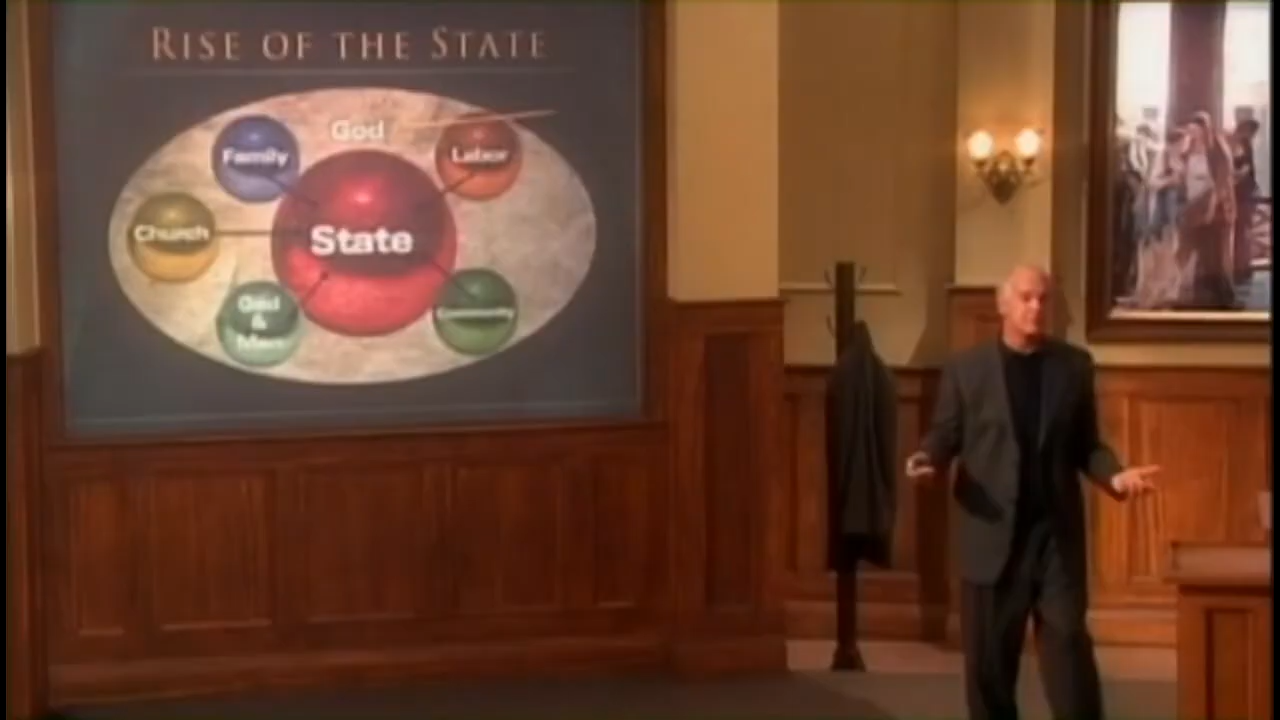 RISE OF THE STATE
God
Family
Labor
Church
State
God
&
Man
Community